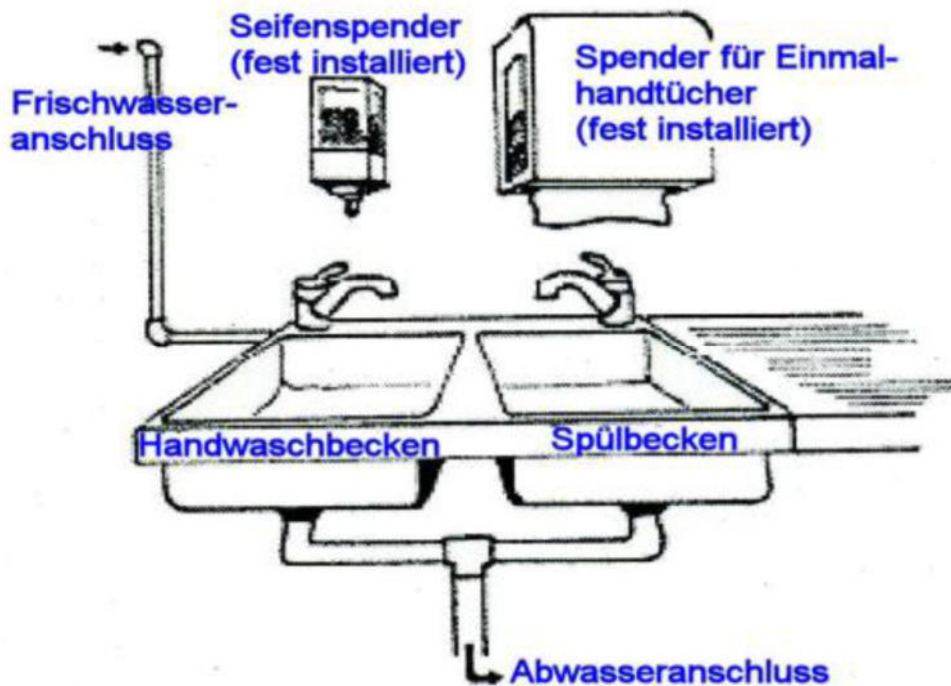 Seifenspender
(fest installiert)
Spender für Einmal-
handtücher
(fest installiert)
Frischwasser-
anschluss
Handwaschbecken
Spülbecken
Abwasseranschluss